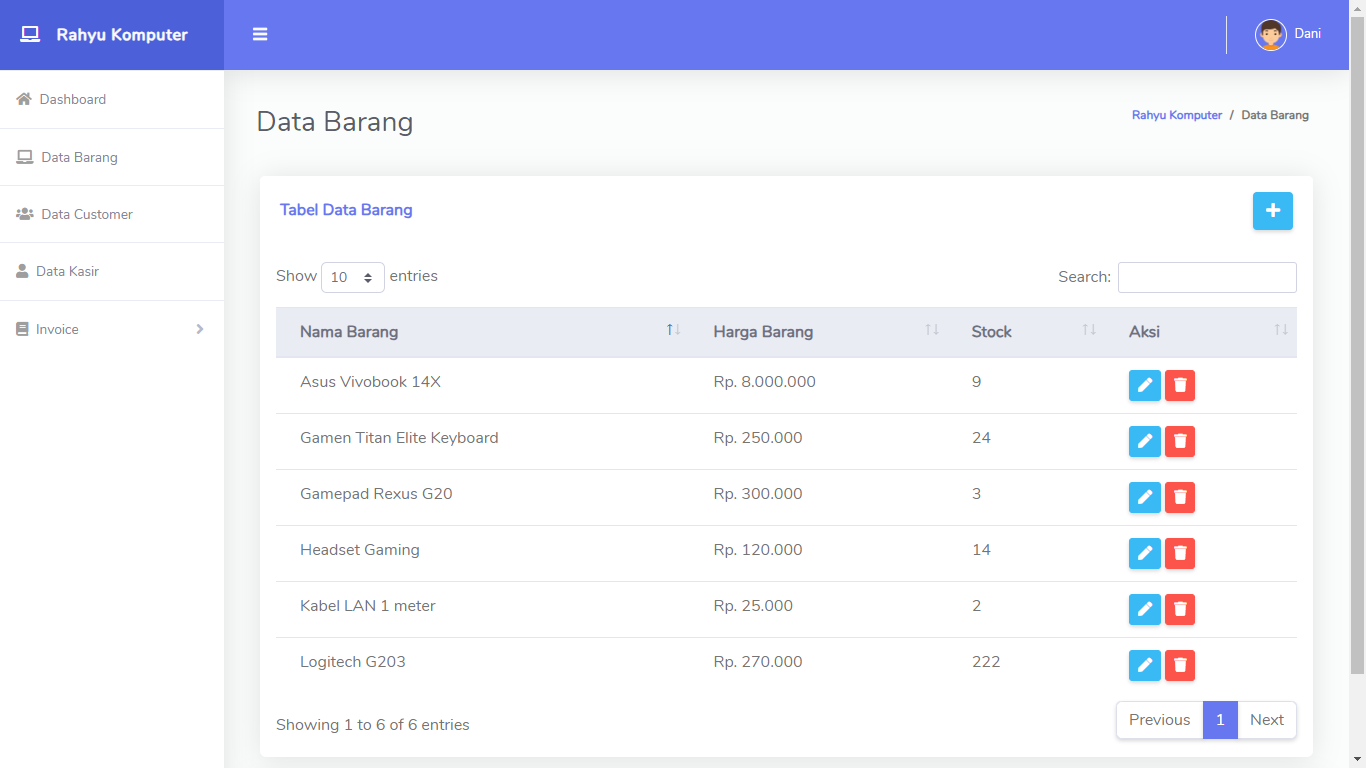 Rahyu Komputer
Dani
Dashboard
Data Barang
Data Customer
Data Kasir
Invoice
Data Barang
Rahyu Komputer / Data Barang
Tabel Data Barang
Show 10 entries
Search:
Nama Barang Harga Barang Stock Aksi
Asus Vivobook 14X Rp. 8.000.000 9
Gamen Titan Elite Keyboard Rp. 250.000 24
Gamepad Rexus G20 Rp. 300.000 3
Headset Gaming Rp. 120.000 14
Kabel LAN 1 meter Rp. 25.000 2
Logitech G203 Rp. 270.000 222
Showing 1 to 6 of 6 entries
Previous 1 Next